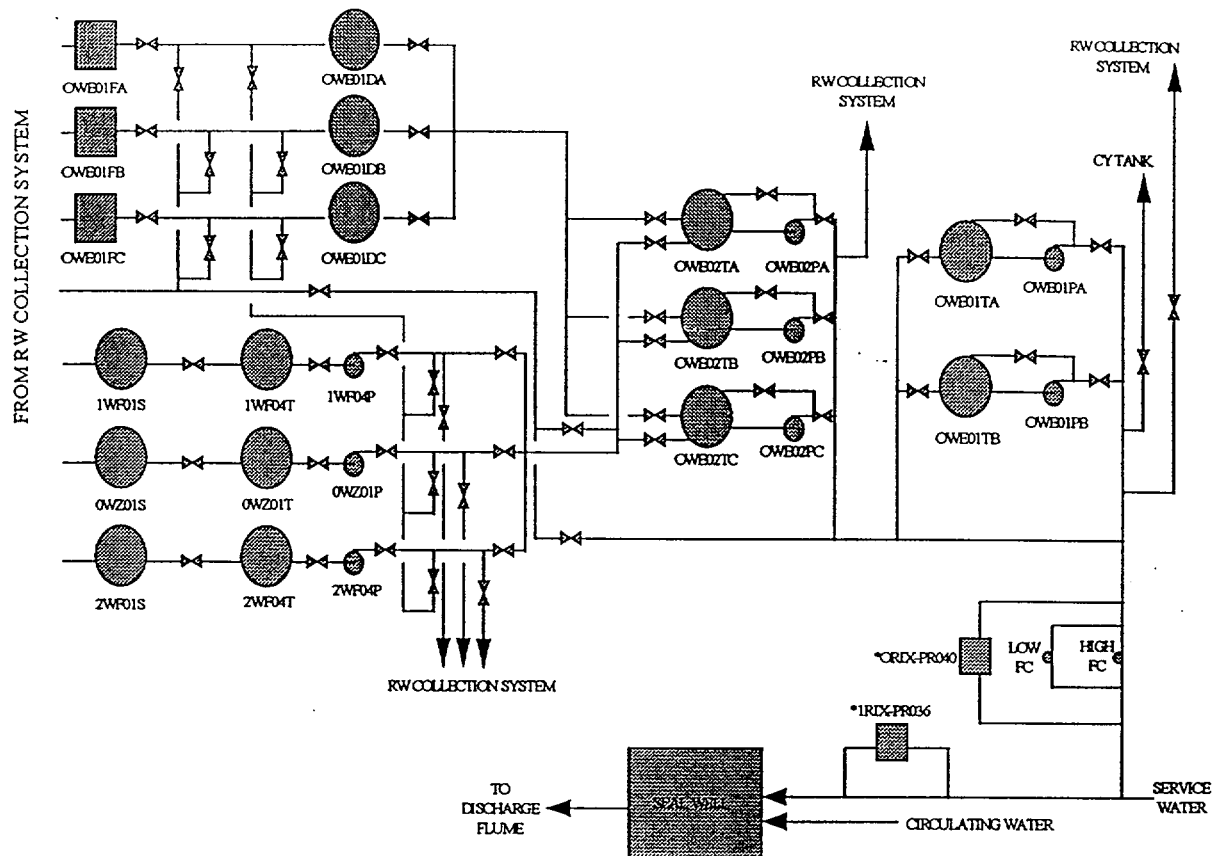 FROM RW COLLECTION SYSTEM
OWE01FA
OWE01DA
OWE01FB
OWE01DB
OWE01FC
OWE01DC
RW COLLECTION
SYSTEM
RW COLLECTION
SYSTEM
CY TANK
OWE02TA
OWE02PA
OWE01TA
OWE01PA
OWE02TB
OWE02PB
OWE01TB
OWE01PB
OWE02TC
OWE02PC
1WF01S
1WF04T
1WF04P
0WZ01S
0WZ01T
0WZ01P
2WF01S
2WF04T
2WF04P
RW COLLECTION SYSTEM
*ORIX-PR040
LOW
FC
HIGH
FC
*1RIX-PR036
TO
DISCHARGE
FLUME
SEAL WELL
SERVICE
WATER
CIRCULATING WATER